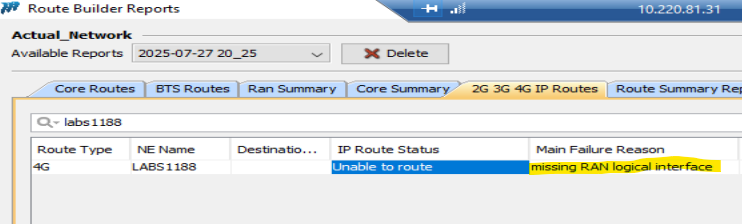 Route Builder Reports
10.220.81.31
Actual_Network
Available Reports 2025-07-27 20_25 Delete
Core Routes BTS Routes Ran Summary Core Summary 2G 3G 4G IP Routes Route Summary Rep
labs1188
Route Type NE Name Destinatio... IP Route Status Main Failure Reason
4G LABS1188 Unable to route missing RAN logical interface